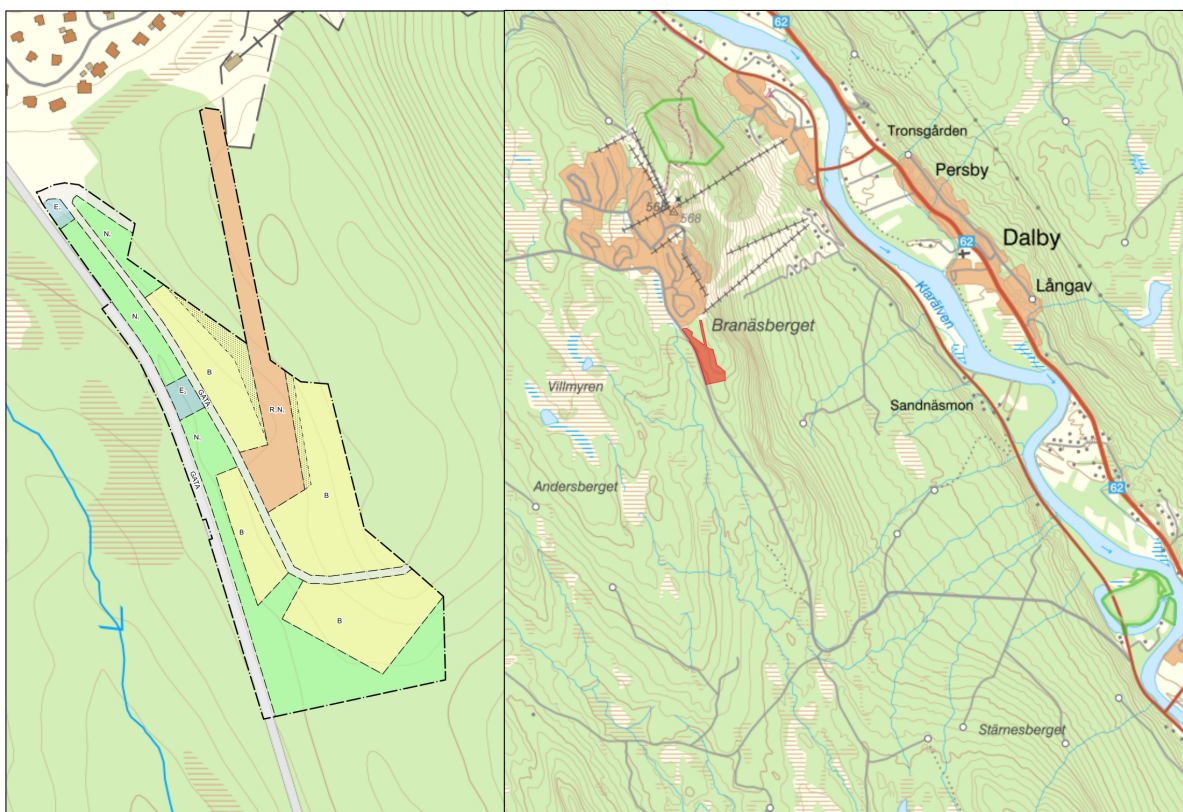 E.
N.
N.
B
E.
GATA
R.N.
N.
GATA
B
B
B
62
Tronsgården
Persby
568
568
62
Dalby
Långav
Klarälven
Branäsberget
Villmyren
Sandnäsmon
Andersberget
62
Stärnesberget